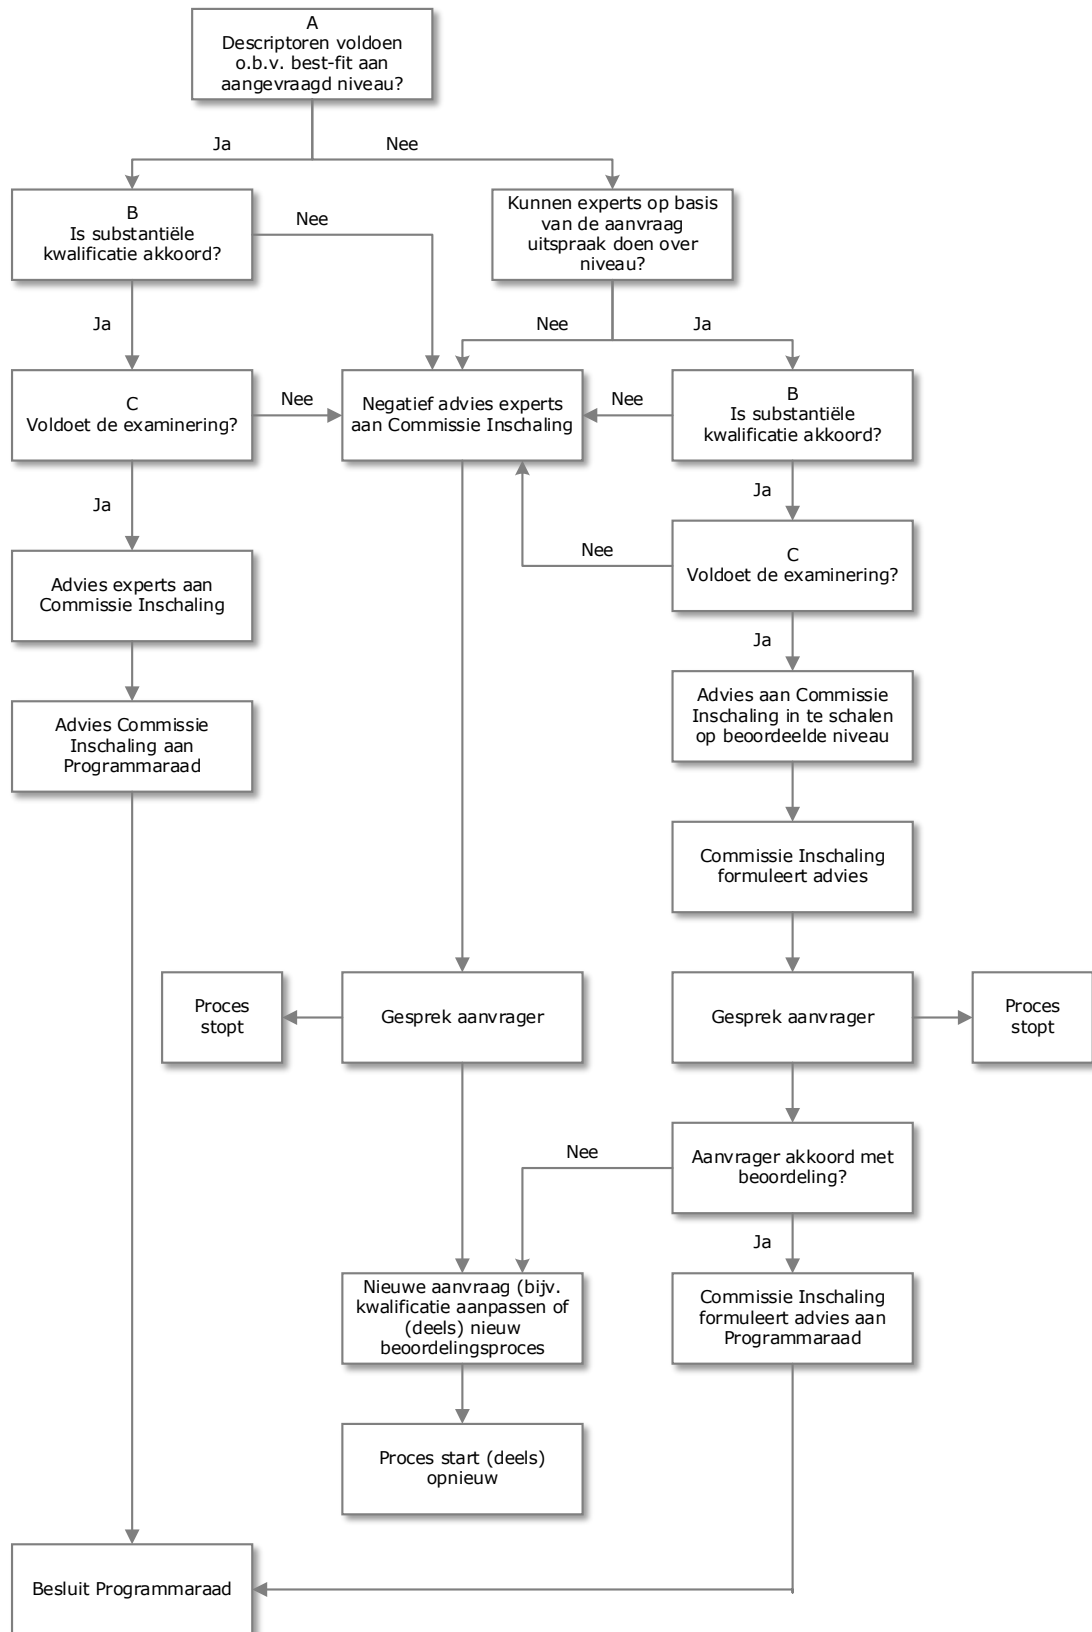 A
Descriptoren voldoen
o.b.v. best-fit aan
aangevraagd niveau?
Ja
Nee
B
Is substantiële
kwalificatie akkoord?
Nee
Kunnen experts op basis
van de aanvraag
uitspraak doen over
niveau?
Ja
Nee
Ja
C
Voldoet de examinering?
Nee
Negatief advies experts
aan Commissie Inschaling
Nee
B
Is substantiële
kwalificatie akkoord?
Ja
Ja
Nee
C
Voldoet de examinering?
Advies experts aan
Commissie Inschaling
Ja
Advies Commissie
Inschaling aan
Programmaraad
Advies aan Commissie
Inschaling in te schalen
op beoordeelde niveau
Commissie Inschaling
formuleert advies
Proces
stopt
Gesprek aanvrager
Gesprek aanvrager
Proces
stopt
Nee
Aanvrager akkoord met
beoordeling?
Ja
Nieuwe aanvraag (bijv.
kwalificatie aanpassen of
(deels) nieuw
beoordelingsproces
Commissie Inschaling
formuleert advies aan
Programmaraad
Proces start (deels)
opnieuw
Besluit Programmaraad